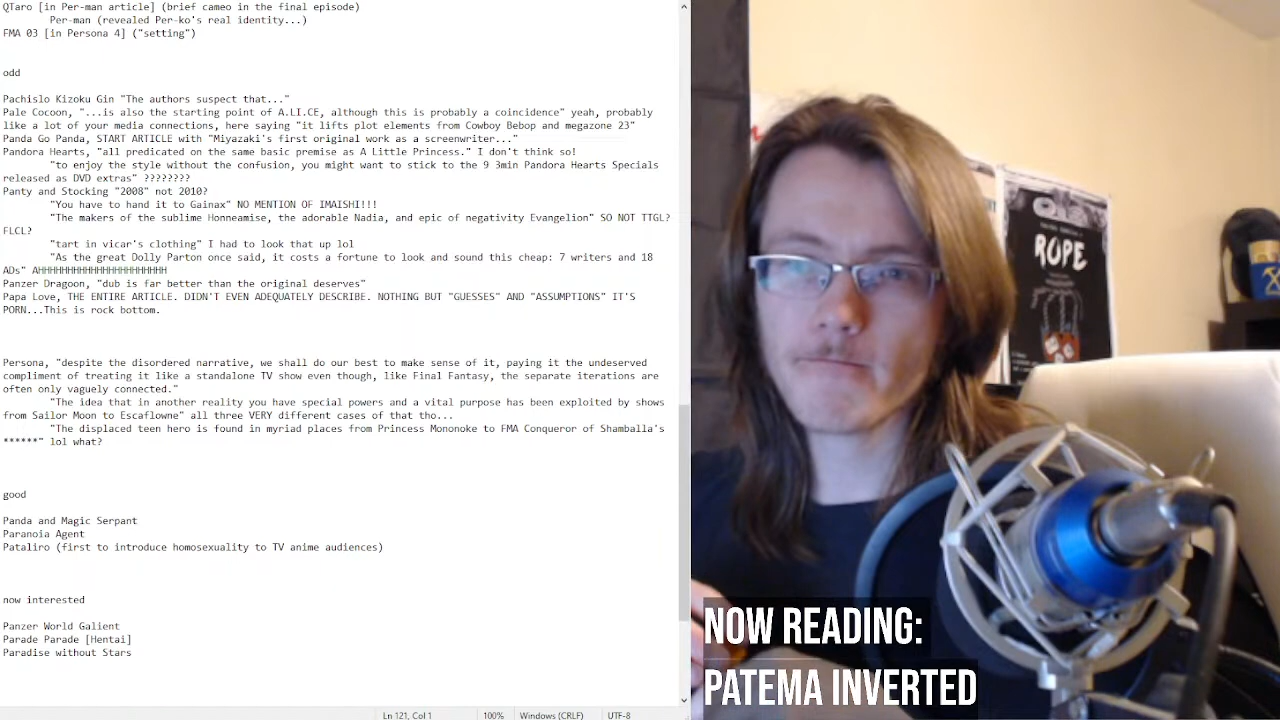 QTaro [in Per-man article] (brief cameo in the final episode)
Per-man (revealed Per-ko's real identity...)
FMA 03 [in Persona 4] ("setting")
odd
Pachislo Kizoku Gin "The authors suspect that..."
Pale Cocoon, "...is also the starting point of A.LI.CE, although this is probably a coincidence" yeah, probably
like a lot of your media connections, here saying "it lifts plot elements from Cowboy Bebop and megazone 23"
Panda Go Panda, START ARTICLE with "Miyazaki's first original work as a screenwriter..."
Pandora Hearts, "all predicated on the same basic premise as A Little Princess." I don't think so!
"to enjoy the style without the confusion, you might want to stick to the 9 3min Pandora Hearts Specials
released as DVD extras" ????????
Panty and Stocking "2008" not 2010?
"You have to hand it to Gainax" NO MENTION OF IMAISHI!!!
"The makers of the sublime Honneamise, the adorable Nadia, and epic of negativity Evangelion" SO NOT TTGL?
FLCL?
"tart in vicar's clothing" I had to look that up lol
"As the great Dolly Parton once said, it costs a fortune to look and sound this cheap: 7 writers and 18
ADs" AHHHHHHHHHHHHHHHHHHHHHH
Panzer Dragoon, "dub is far better than the original deserves"
Papa Love, THE ENTIRE ARTICLE. DIDN'T EVEN ADEQUATELY DESCRIBE. NOTHING BUT "GUESSES" AND "ASSUMPTIONS" IT'S
PORN...This is rock bottom.
Persona, "despite the disordered narrative, we shall do our best to make sense of it, paying it the undeserved
compliment of treating it like a standalone TV show even though, like Final Fantasy, the separate iterations are
often only vaguely connected."
"The idea that in another reality you have special powers and a vital purpose has been exploited by shows
from Sailor Moon to Escaflowne" all three VERY different cases of that tho...
"The displaced teen hero is found in myriad places from Princess Mononoke to FMA Conqueror of Shamballa's
******" lol what?
good
Panda and Magic Serpant
Paranoia Agent
Pataliro (first to introduce homosexuality to TV anime audiences)
now interested
Panzer World Galient
Parade Parade [Hentai]
Paradise without Stars
Ln 121, Col 1 100% Windows (CRLF) UTF-8
ROPE
NOW READING:
PATEMA INVERTED